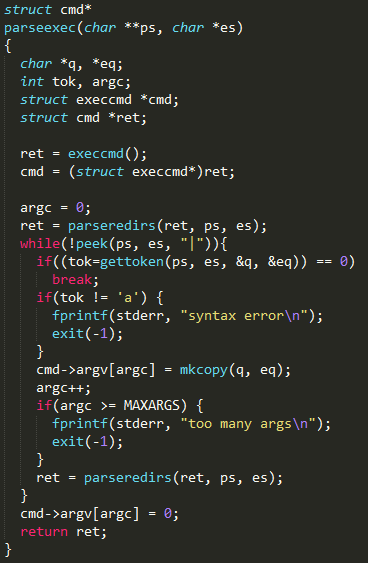 struct cmd*
parseexec(char **ps, char *es)
{
  char *q, *eq;
  int tok, argc;
  struct execcmd *cmd;
  struct cmd *ret;

  ret = execcmd();
  cmd = (struct execcmd*)ret;

  argc = 0;
  ret = parseredirs(ret, ps, es);
  while(!peek(ps, es, "|")){
    if((tok=gettoken(ps, es, &q, &eq)) == 0)
      break;
    if(tok != 'a') {
      fprintf(stderr, "syntax error\n");
      exit(-1);
    }
    cmd->argv[argc] = mkcopy(q, eq);
    argc++;
    if(argc >= MAXARGS) {
      fprintf(stderr, "too many args\n");
      exit(-1);
    }
    ret = parseredirs(ret, ps, es);
  }
  cmd->argv[argc] = 0;
  return ret;
}